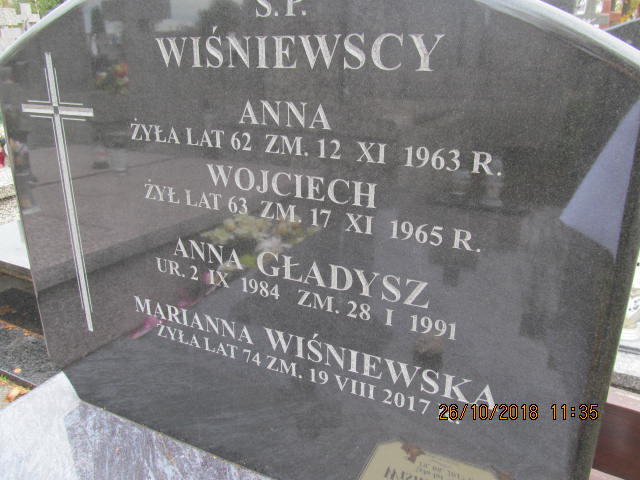 Ś.P.
WIŚNIEWSCY
ANNA
ŻYŁA LAT 62 ZM. 12 XI 1963 R.
WOJCIECH
ŻYŁ LAT 63 ZM. 17 XI 1965 R.
ANNA GŁADYSZ
UR. 2 IX 1984 ZM. 28 I 1991
MARIANNA WIŚNIEWSKA
ŻYŁA LAT 74 ZM. 19 VIII 2017 R.
26/10/2018 11:35